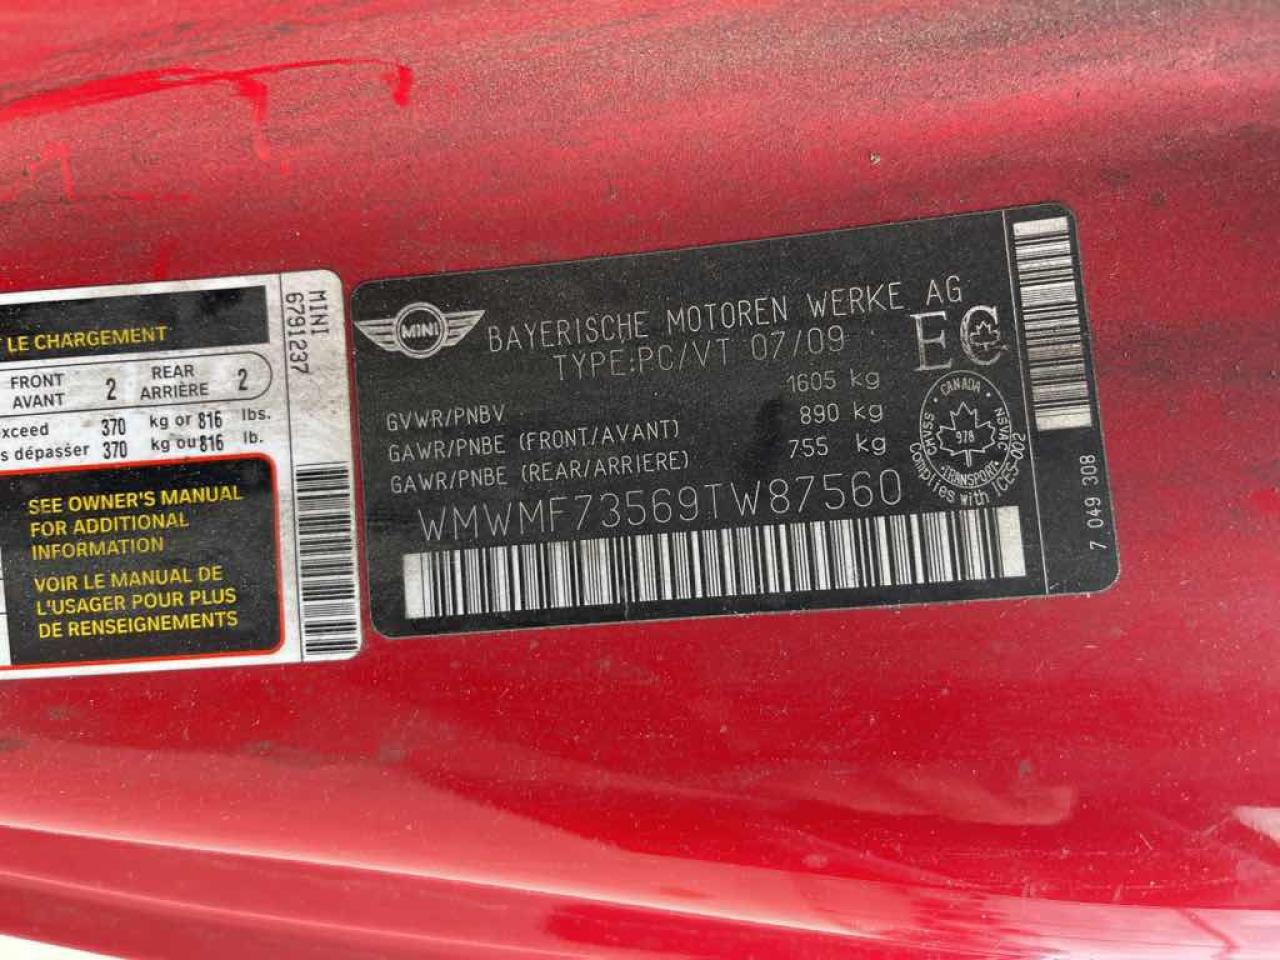 LE CHARGEMENT
FRONT AVANT 2 REAR ARRIÈRE 2
xceed 370 kg or 816 lbs.
s dépasser 370 kg ou 816 lb.
SEE OWNER'S MANUAL
FOR ADDITIONAL
INFORMATION
VOIR LE MANUAL DE
L'USAGER POUR PLUS
DE RENSEIGNEMENTS
MINI
6791237
MINI
BAYERISCHE MOTOREN WERKE AG
TYPE:PC/VT 07/09
EC
GVWR/PNBV 1605 kg
GAWR/PNBE (FRONT/AVANT) 890 kg
GAWR/PNBE (REAR/ARRIERE) 755 kg
WMWMF73569TW87560
CANADA
CMVSS
NSVAC
978
TRANSPORT
Complies with ICES-002
7 049 308